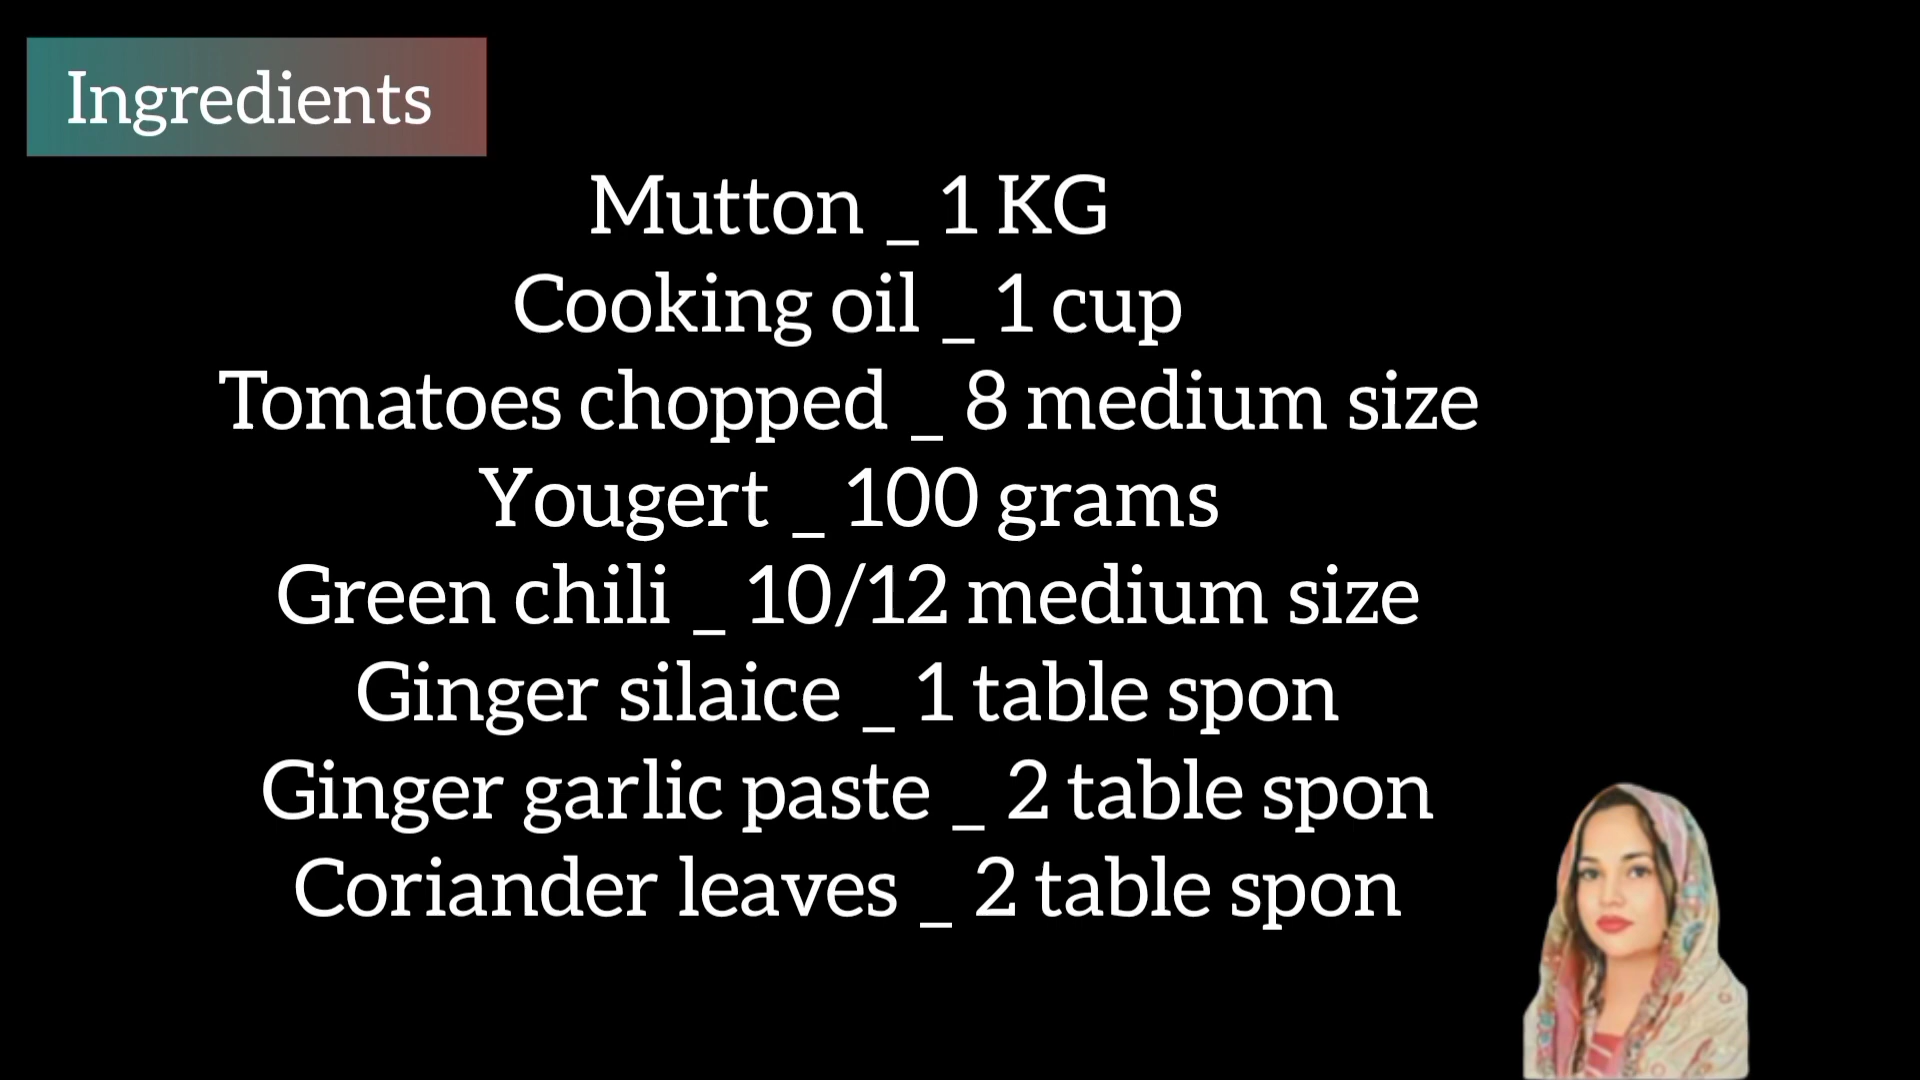 Ingredients
Mutton _ 1 KG
Cooking oil _ 1 cup
Tomatoes chopped _ 8 medium size
Yougert _ 100 grams
Green chili _ 10/12 medium size
Ginger silaice _ 1 table spon
Ginger garlic paste _ 2 table spon
Coriander leaves _ 2 table spon